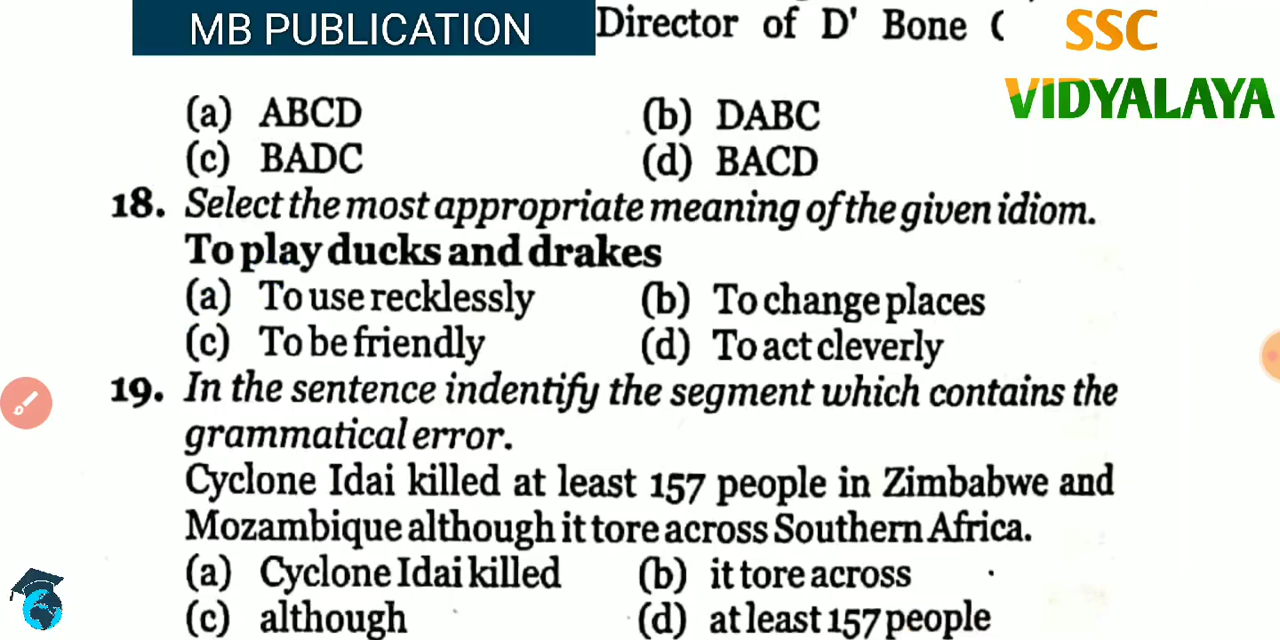 MB PUBLICATION
Director of D' Bone (
SSC
VIDYALAYA
(a) ABCD (b) DABC
(c) BADC (d) BACD
18. Select the most appropriate meaning of the given idiom.
To play ducks and drakes
(a) To use recklessly (b) To change places
(c) To be friendly (d) To act cleverly
19. In the sentence indentify the segment which contains the
grammatical error.
Cyclone Idai killed at least 157 people in Zimbabwe and
Mozambique although it tore across Southern Africa.
(a) Cyclone Idai killed (b) it tore across
(c) although (d) at least 157 people